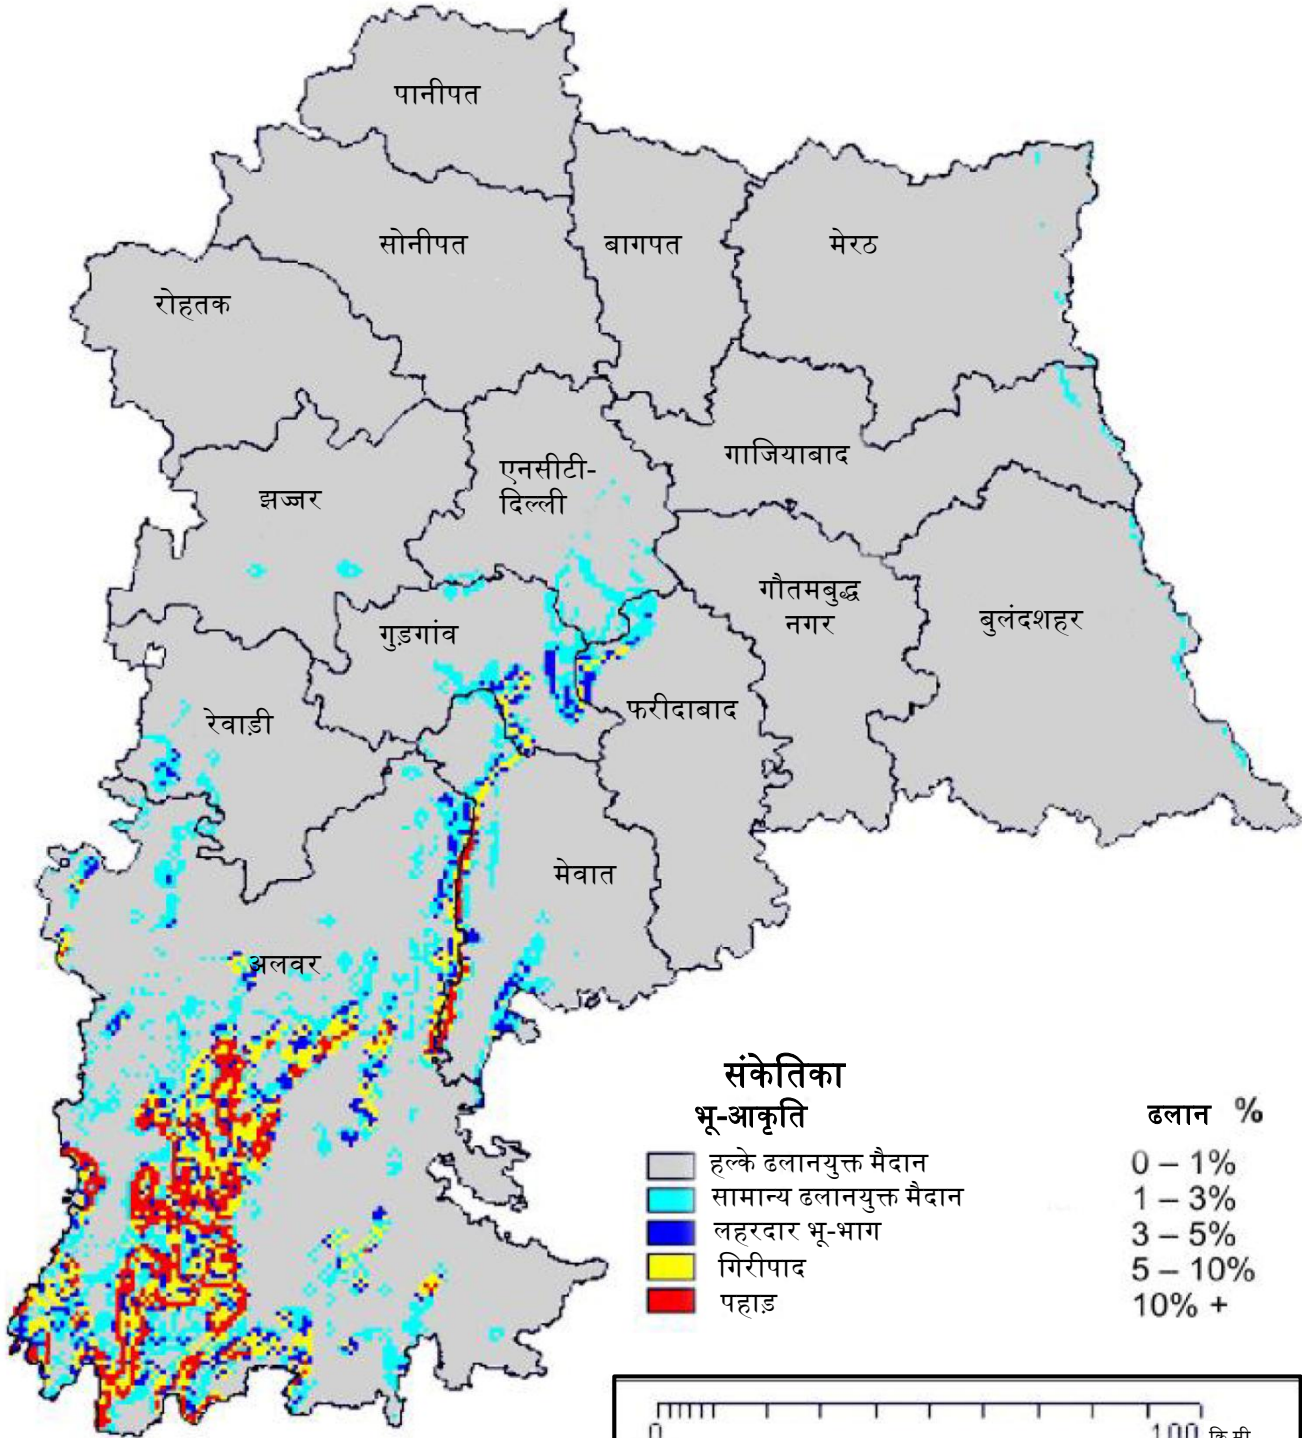 पानीपत
सोनीपत
बागपत
मेरठ
रोहतक
गाजियाबाद
एनसीटी-
दिल्ली
झज्जर
गौतमबुद्ध
नगर
बुलंदशहर
गुड़गांव
फरीदाबाद
रेवाड़ी
मेवात
अलवर
संकेतिका
भू-आकृति ढलान %
हल्के ढलानयुक्त मैदान 0 – 1%
सामान्य ढलानयुक्त मैदान 1 – 3%
लहरदार भू-भाग 3 – 5%
गिरीपाद 5 – 10%
पहाड़ 10% +
0 100 कि.मी.